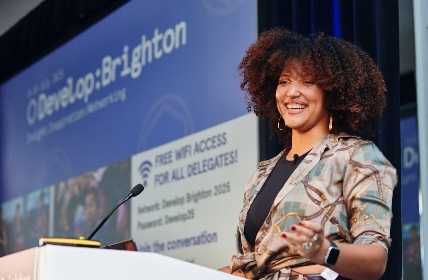 Develop:Brighton
Insight:Inspiration:Networking
FREE WIFI ACCESS
FOR ALL DELEGATES!
Network: Develop Brighton 2025
Password: Develop25
Join the conversation